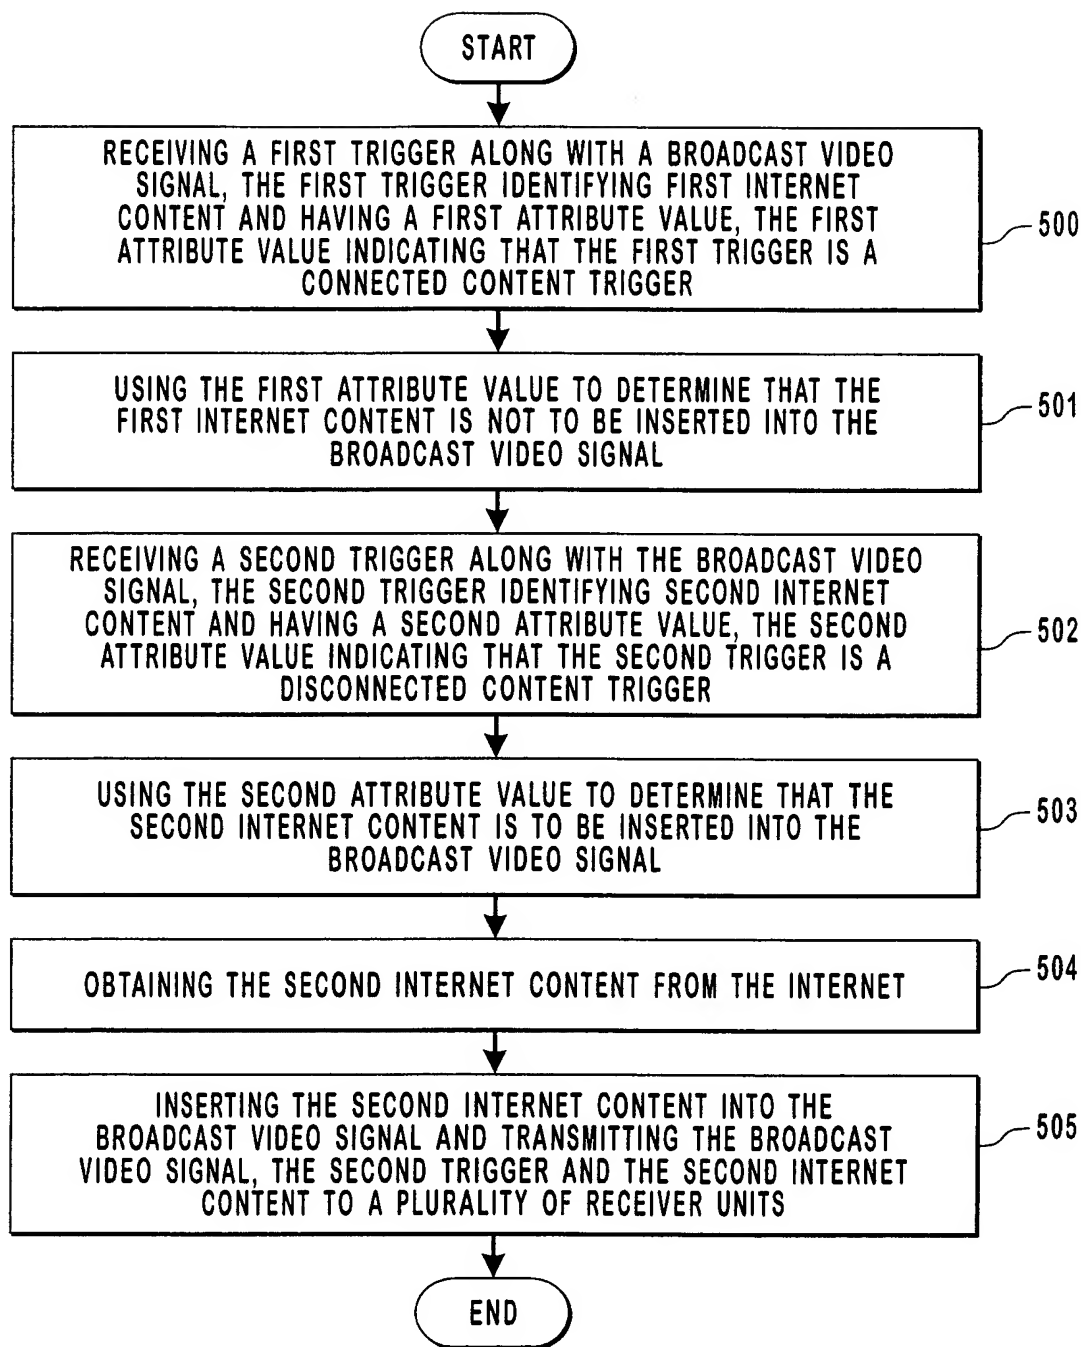 START
RECEIVING A FIRST TRIGGER ALONG WITH A BROADCAST VIDEO
SIGNAL, THE FIRST TRIGGER IDENTIFYING FIRST INTERNET
CONTENT AND HAVING A FIRST ATTRIBUTE VALUE, THE FIRST
ATTRIBUTE VALUE INDICATING THAT THE FIRST TRIGGER IS A
CONNECTED CONTENT TRIGGER
500
USING THE FIRST ATTRIBUTE VALUE TO DETERMINE THAT THE
FIRST INTERNET CONTENT IS NOT TO BE INSERTED INTO THE
BROADCAST VIDEO SIGNAL
501
RECEIVING A SECOND TRIGGER ALONG WITH THE BROADCAST VIDEO
SIGNAL, THE SECOND TRIGGER IDENTIFYING SECOND INTERNET
CONTENT AND HAVING A SECOND ATTRIBUTE VALUE, THE SECOND
ATTRIBUTE VALUE INDICATING THAT THE SECOND TRIGGER IS A
DISCONNECTED CONTENT TRIGGER
502
USING THE SECOND ATTRIBUTE VALUE TO DETERMINE THAT THE
SECOND INTERNET CONTENT IS TO BE INSERTED INTO THE
BROADCAST VIDEO SIGNAL
503
OBTAINING THE SECOND INTERNET CONTENT FROM THE INTERNET
504
INSERTING THE SECOND INTERNET CONTENT INTO THE
BROADCAST VIDEO SIGNAL AND TRANSMITTING THE BROADCAST
VIDEO SIGNAL, THE SECOND TRIGGER AND THE SECOND INTERNET
CONTENT TO A PLURALITY OF RECEIVER UNITS
505
END